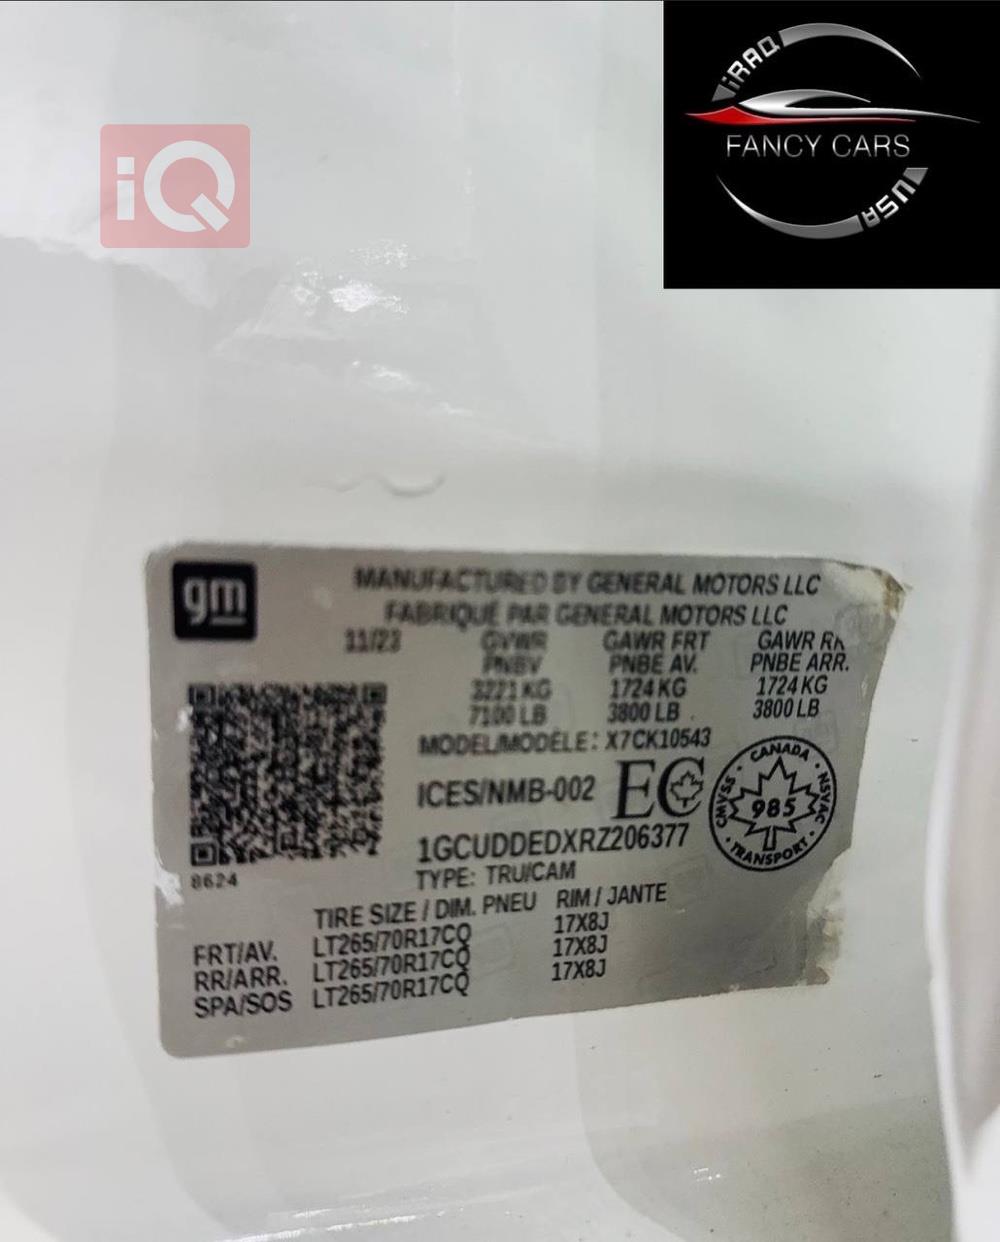 iRAQ
FANCY CARS
USA
iQ
gm
MANUFACTURED BY GENERAL MOTORS LLC
FABRIQUÉ PAR GENERAL MOTORS LLC
11/23 GVWR GAWR FRT GAWR RR
PNBV PNBE AV. PNBE ARR.
3221 KG 1724 KG 1724 KG
7100 LB 3800 LB 3800 LB
MODEL/MODÈLE: X7CK10543
ICES/NMB-002 EC
CANADA
CMVSS 985 NSVAC
TRANSPORT
1GCUDDEDXRZ206377
8624
TYPE: TRU/CAM
TIRE SIZE / DIM. PNEU RIM / JANTE
FRT/AV. LT265/70R17CQ 17X8J
RR/ARR. LT265/70R17CQ 17X8J
SPA/SOS LT265/70R17CQ 17X8J